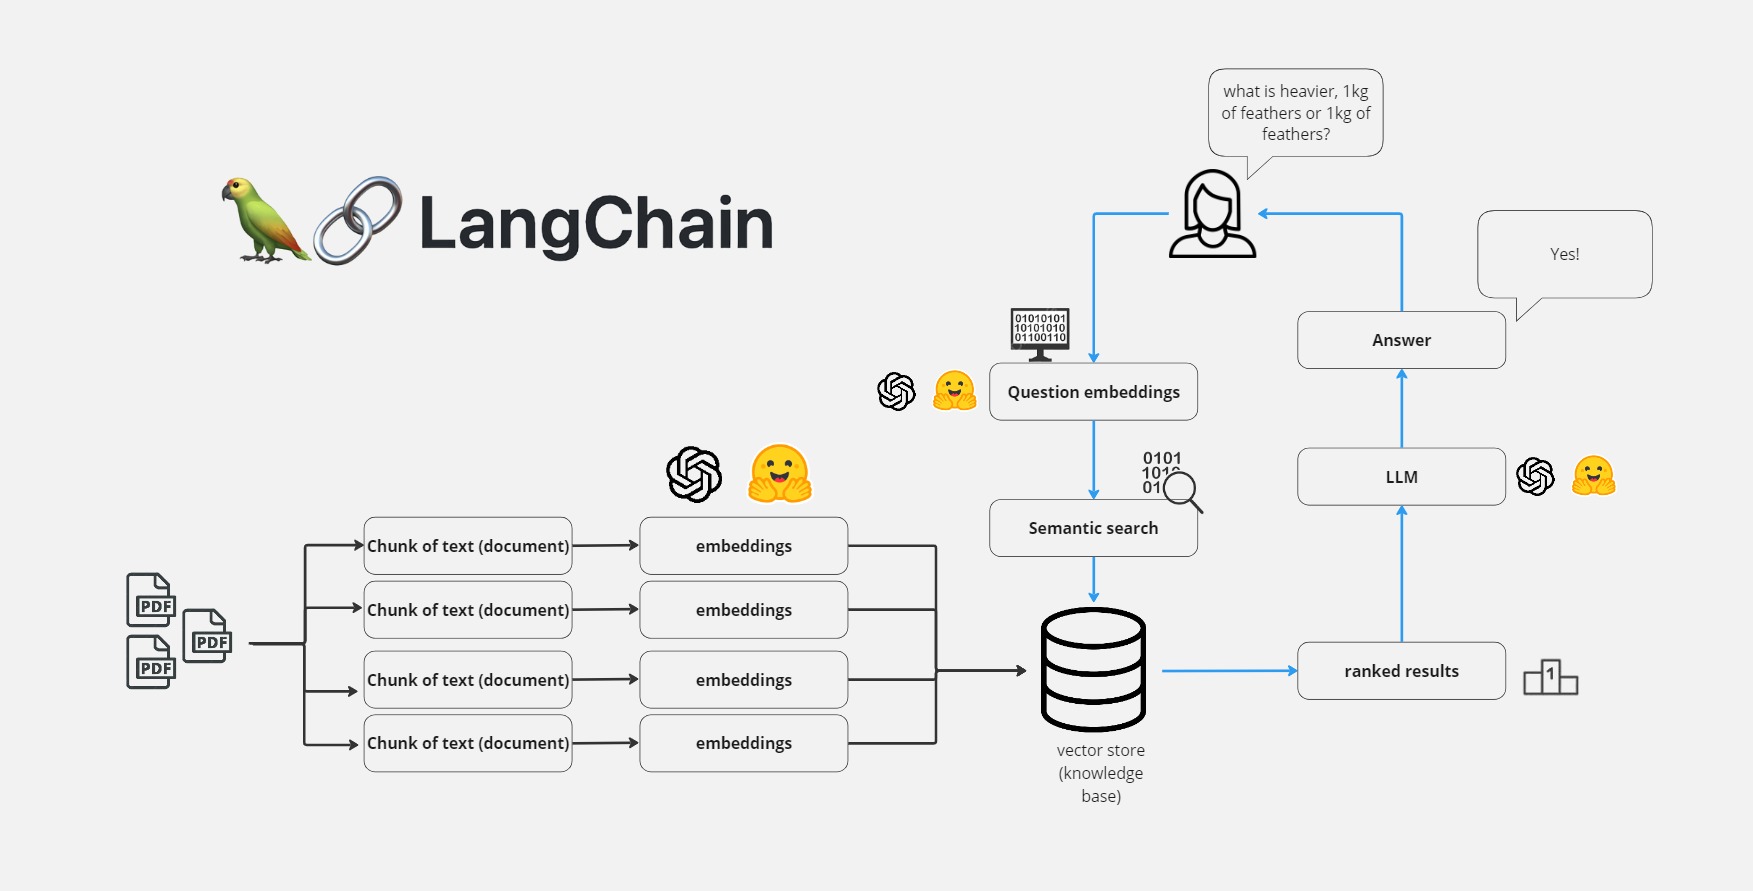 what is heavier, 1kg
of feathers or 1kg of
feathers?
LangChain
Yes!
01010101
10101010
01100110
Answer
Question embeddings
0101
1010
01
LLM
Semantic search
Chunk of text (document)
embeddings
Chunk of text (document)
embeddings
Chunk of text (document)
embeddings
Chunk of text (document)
embeddings
PDF
PDF
PDF
ranked results
1
vector store
(knowledge
base)